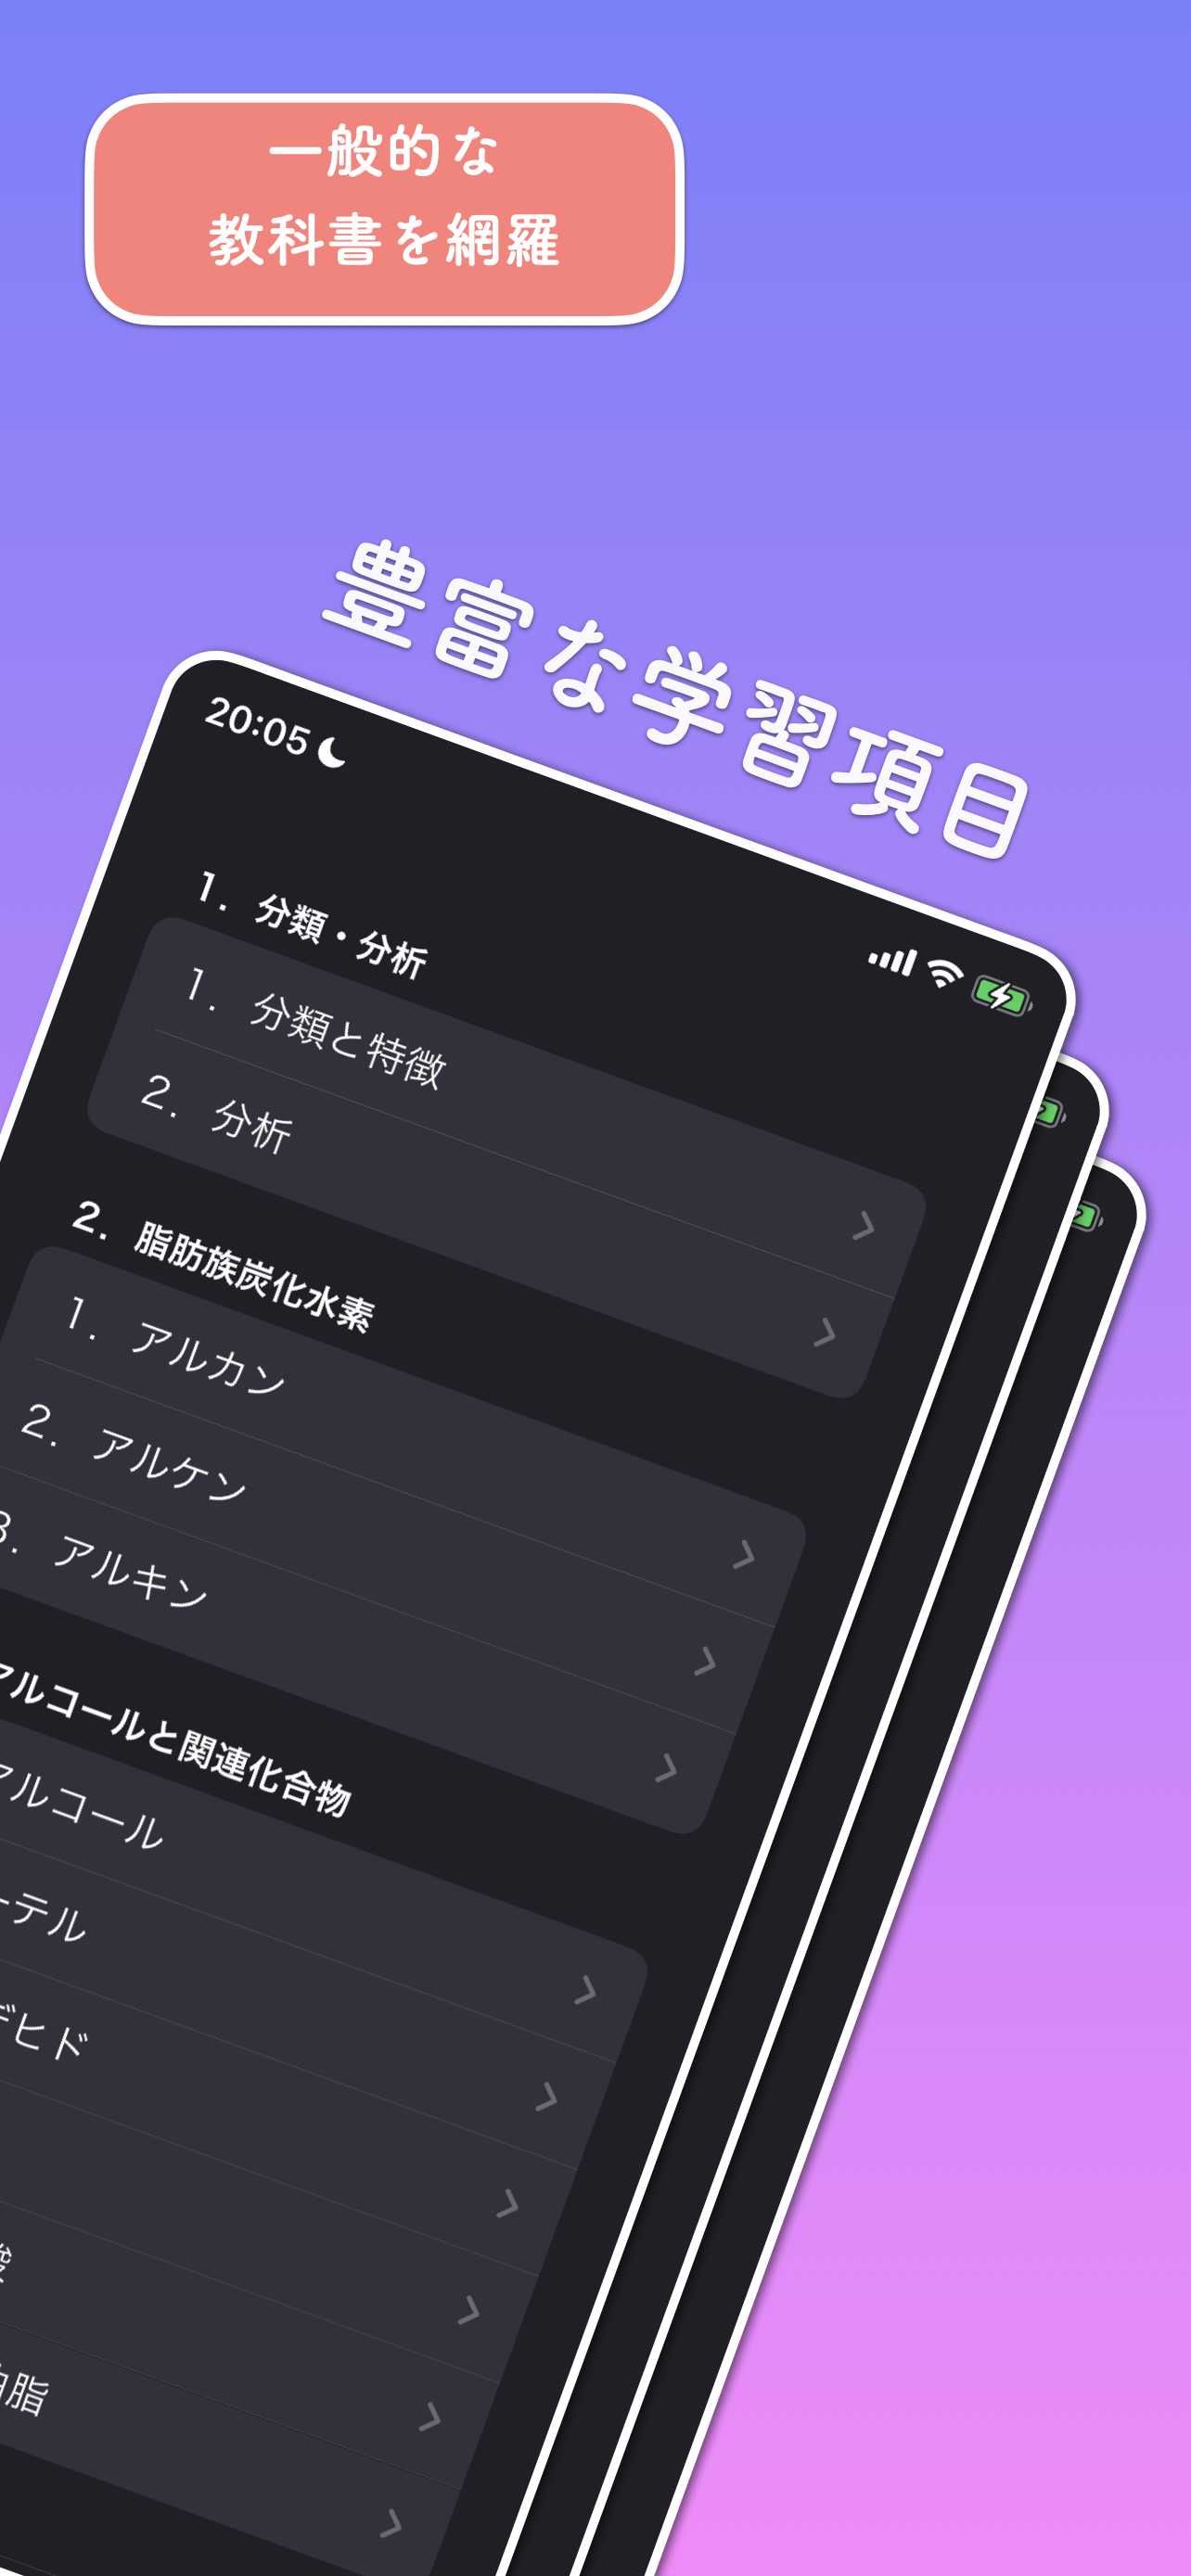 一般的な
教科書を網羅
豊富な学習項目
20:05
1. 分類・分析
1. 分類と特徴
2. 分析
2. 脂肪族炭化水素
1. アルカン
2. アルケン
3. アルキン
アルコールと関連化合物
アルコール
ーテル
デヒド
酸
油脂